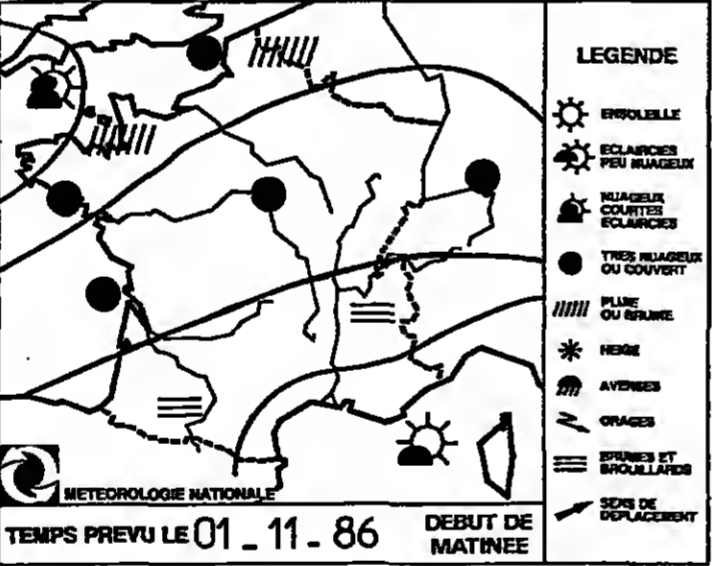 METEOROLOGIE NATIONALE
TEMPS PREVU LE 01 - 11 - 86
DEBUT DE
MATINEE
LEGENDE
ENSOLEILLE
ECLAIRCIES
PEU NUAGEUX
NUAGEUX
COURTES
ECLAIRCIES
TRES NUAGEUX
OU COUVERT
PLUIE
OU BRUINE
NEIGE
AVERSES
ORAGES
BRUMES ET
BROUILLARDS
SENS DE
DEPLACEMENT